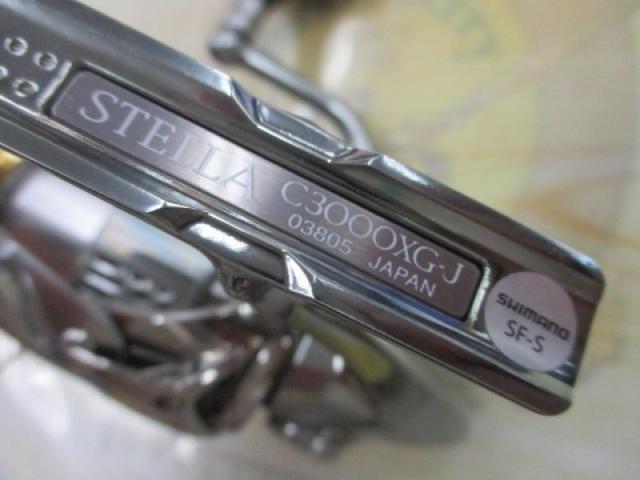 STELLA C3000XG-J
03805 JAPAN
SHIMANO
SF-S